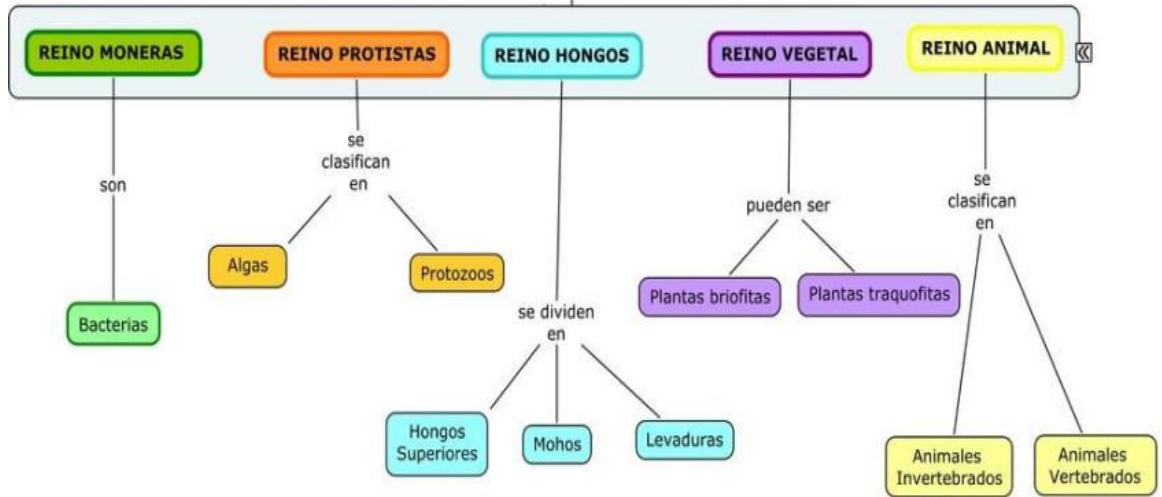 REINO MONERAS
REINO PROTISTAS
REINO HONGOS
REINO VEGETAL
REINO ANIMAL
son
se
clasifican
en
se
clasifican
en
pueden ser
Algas
Protozoos
Plantas briofitas
Plantas traquofitas
Bacterias
se dividen
en
Hongos
Superiores
Mohos
Levaduras
Animales
Invertebrados
Animales
Vertebrados